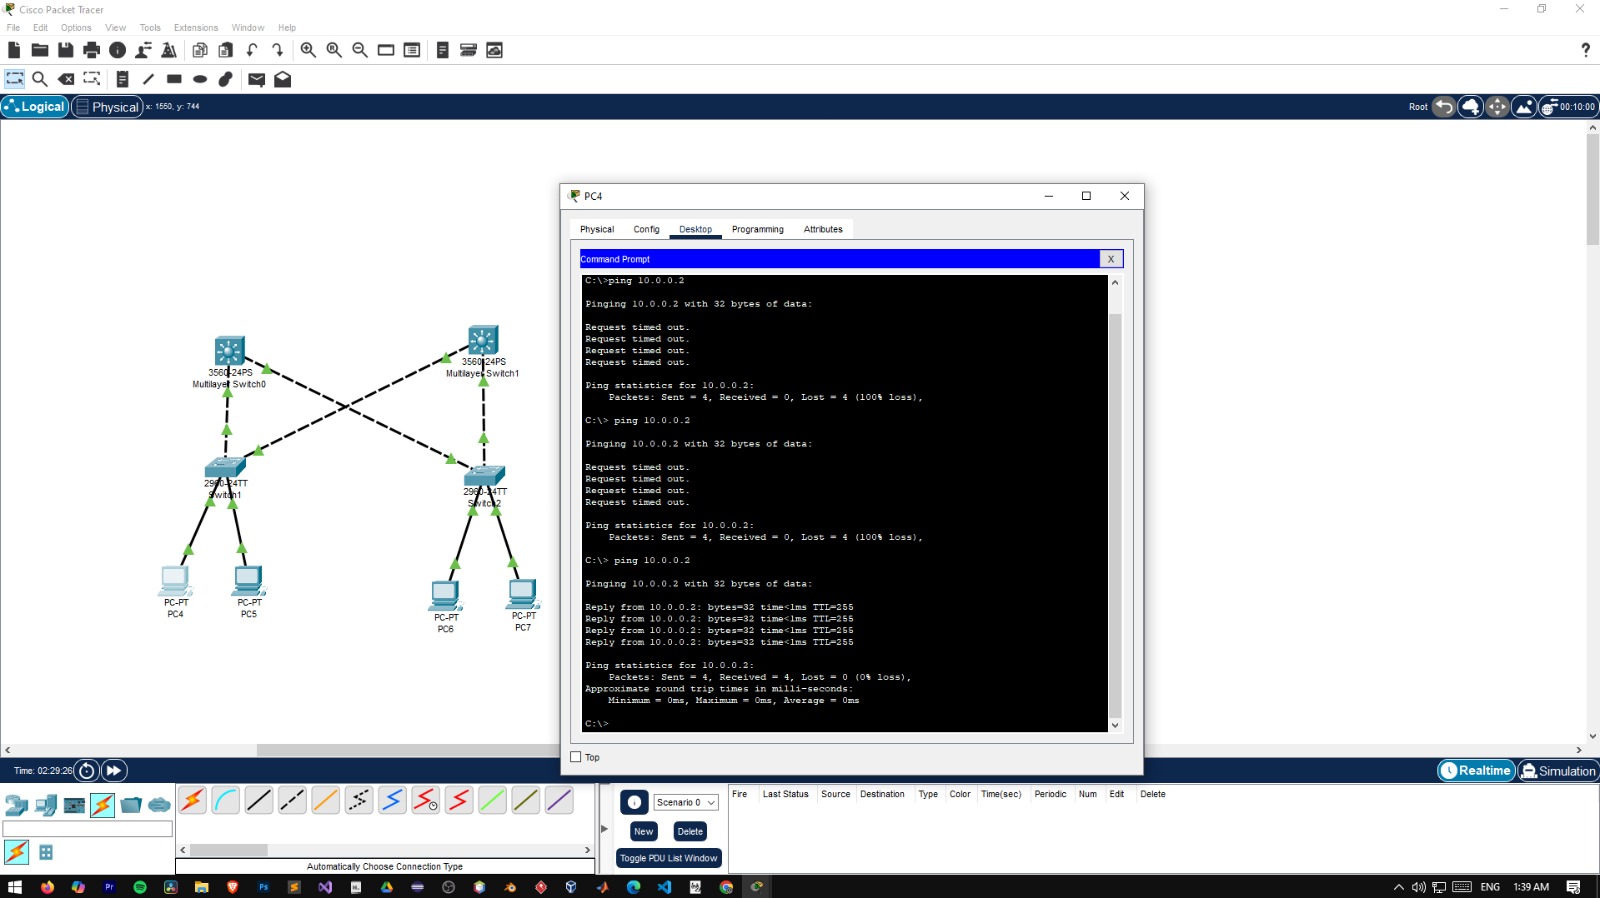 Cisco Packet Tracer
File Edit Options View Tools Extensions Window Help
?
Logical Physical x: 1550, y: 744 Root 00:10:00
PC4
Physical Config Desktop Programming Attributes
Command Prompt X
C:\>ping 10.0.0.2
Pinging 10.0.0.2 with 32 bytes of data:
Request timed out.
Request timed out.
Request timed out.
Request timed out.
Ping statistics for 10.0.0.2:
Packets: Sent = 4, Received = 0, Lost = 4 (100% loss),
C:\> ping 10.0.0.2
Pinging 10.0.0.2 with 32 bytes of data:
Request timed out.
Request timed out.
Request timed out.
Request timed out.
Ping statistics for 10.0.0.2:
Packets: Sent = 4, Received = 0, Lost = 4 (100% loss),
C:\> ping 10.0.0.2
Pinging 10.0.0.2 with 32 bytes of data:
Reply from 10.0.0.2: bytes=32 time<1ms TTL=255
Reply from 10.0.0.2: bytes=32 time<1ms TTL=255
Reply from 10.0.0.2: bytes=32 time<1ms TTL=255
Reply from 10.0.0.2: bytes=32 time<1ms TTL=255
Ping statistics for 10.0.0.2:
Packets: Sent = 4, Received = 4, Lost = 0 (0% loss),
Approximate round trip times in milli-seconds:
Minimum = 0ms, Maximum = 0ms, Average = 0ms
C:\>
Top
3560-24PS
Multilayer Switch0
3560-24PS
Multilayer Switch1
2960-24TT
Switch1
2960-24TT
Switch2
PC-PT
PC4
PC-PT
PC5
PC-PT
PC6
PC-PT
PC7
Time: 02:29:26 Realtime Simulation
Scenario 0
New Delete
Toggle PDU List Window
Fire Last Status Source Destination Type Color Time(sec) Periodic Num Edit Delete
Automatically Choose Connection Type
Pr Ps ENG 1:39 AM